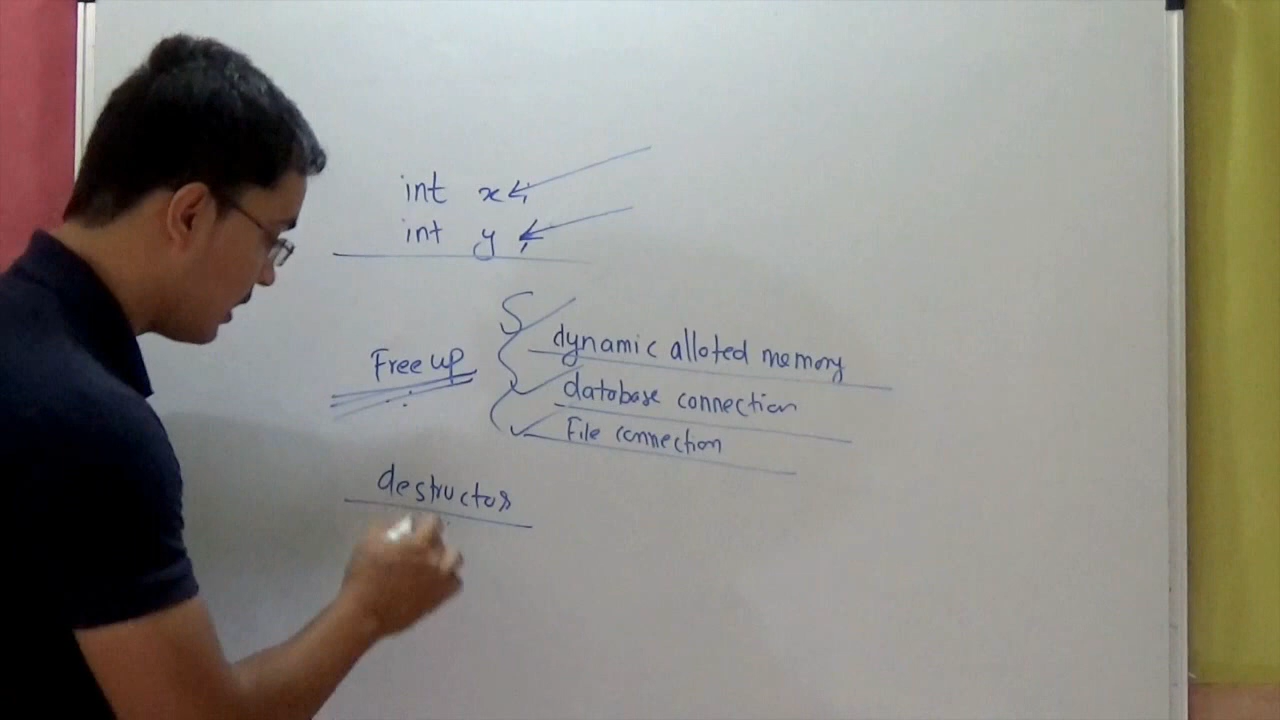 int x;
int y;
dynamic alloted memory
Free up
database connection
File connection
destructor